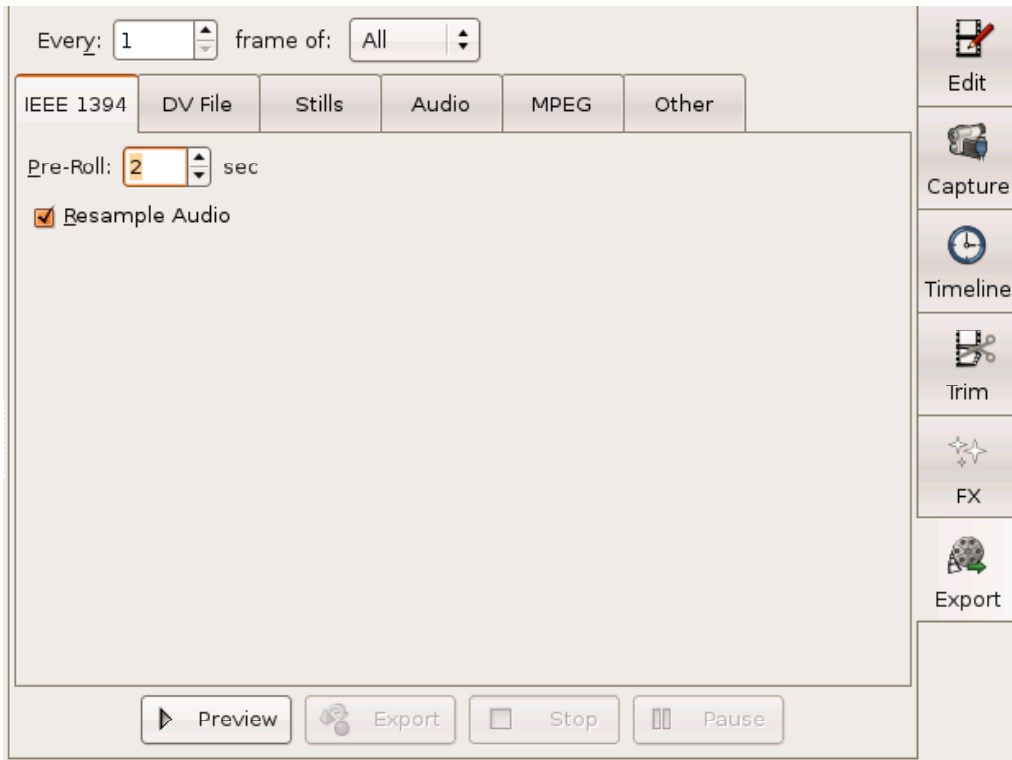 Every: 1 frame of: All
IEEE 1394 DV File Stills Audio MPEG Other
Pre-Roll: 2 sec
Resample Audio
Preview Export Stop Pause
Edit
Capture
Timeline
Trim
FX
Export